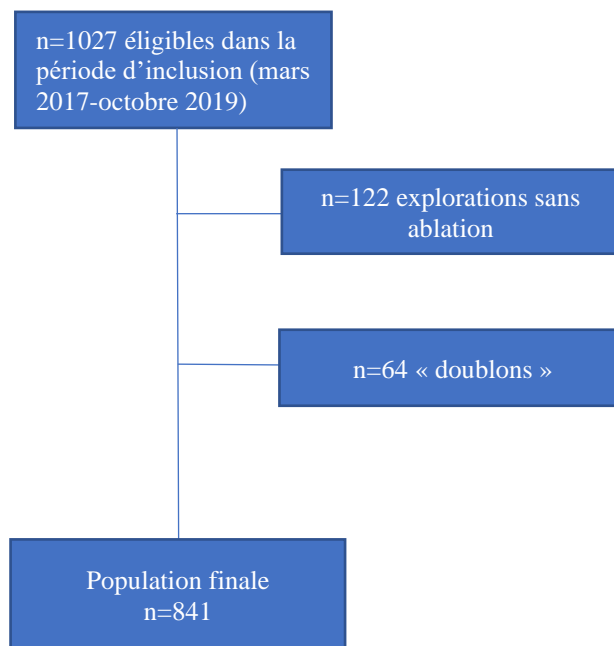 n=1027 éligibles dans la
période d’inclusion (mars
2017-octobre 2019)
n=122 explorations sans
ablation
n=64 « doublons »
Population finale
n=841